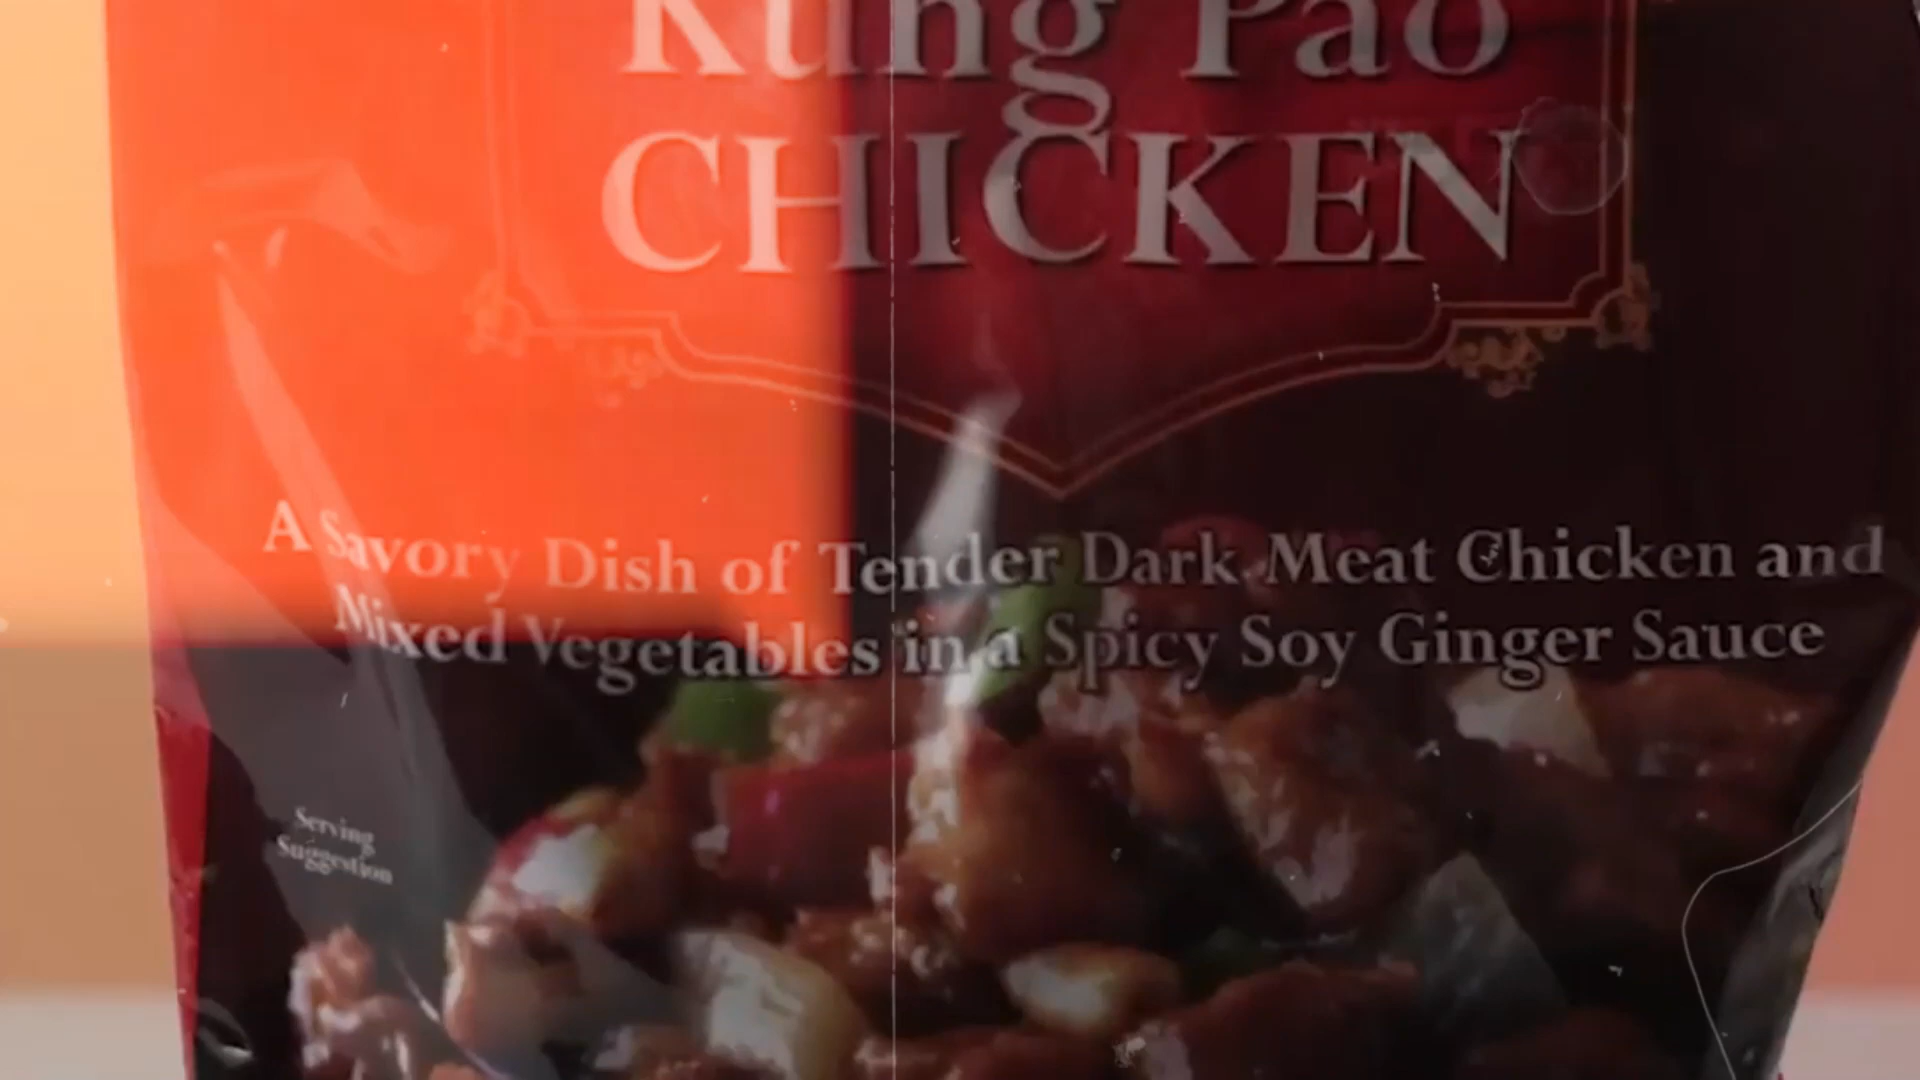 Kung Pao
CHICKEN
A Savory Dish of Tender Dark Meat Chicken and
Mixed Vegetables in a Spicy Soy Ginger Sauce
Serving
Suggestion